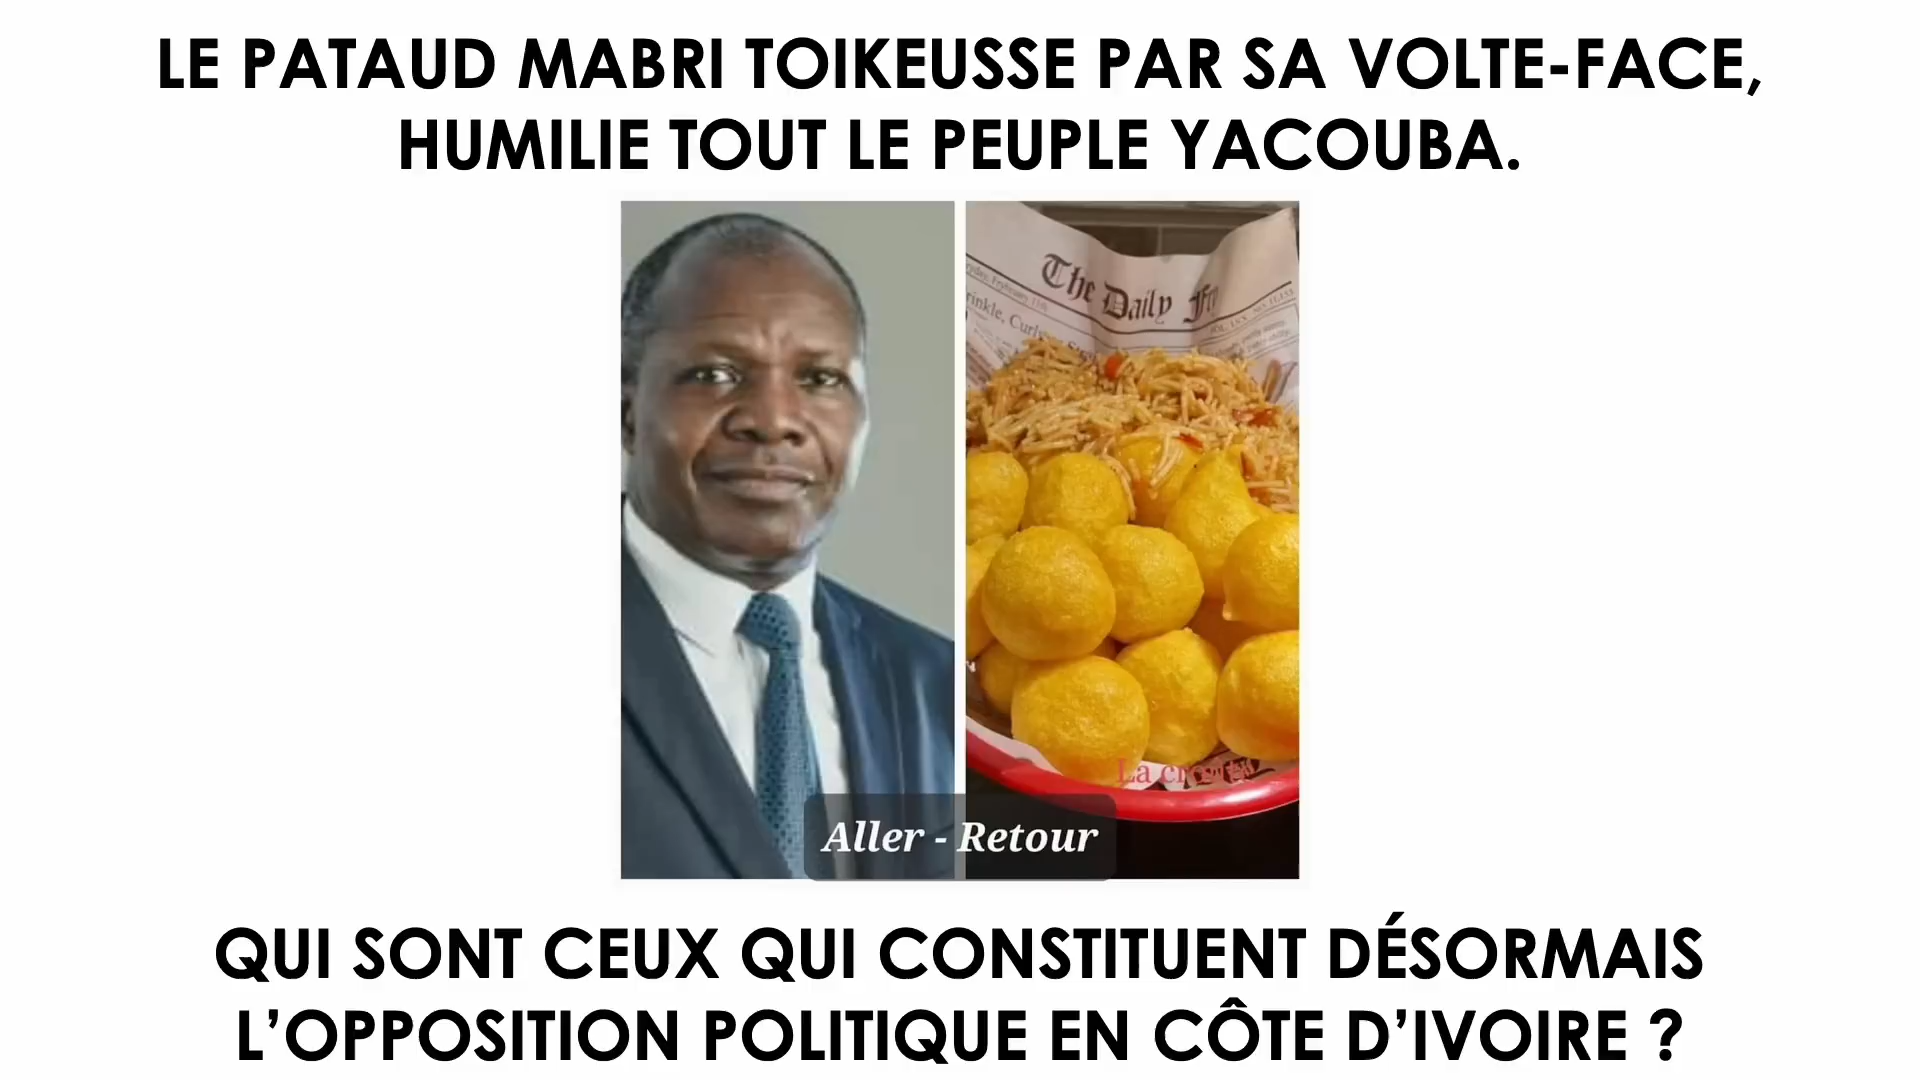 LE PATAUD MABRI TOIKEUSSE PAR SA VOLTE-FACE,
HUMILIE TOUT LE PEUPLE YACOUBA.
The Daily
Aller - Retour
QUI SONT CEUX QUI CONSTITUENT DÉSORMAIS
L’OPPOSITION POLITIQUE EN CÔTE D’IVOIRE ?